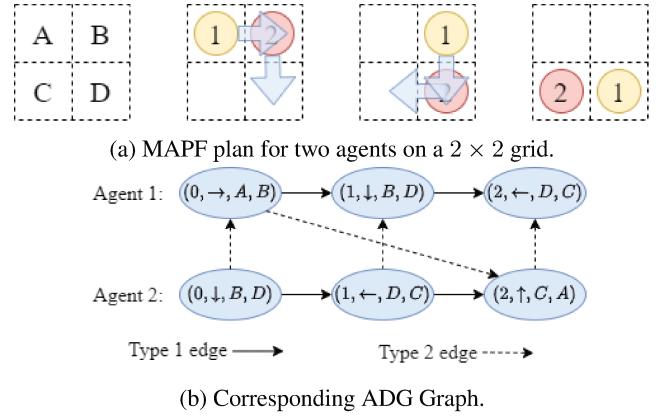 A B
C D
1 2
1
2
2 1
(a) MAPF plan for two agents on a 2 × 2 grid.
Agent 1: (0, →, A, B) (1, ↓, B, D) (2, ←, D, C)
Agent 2: (0, ↓, B, D) (1, ←, D, C) (2, ↑, C, A)
Type 1 edge Type 2 edge
(b) Corresponding ADG Graph.